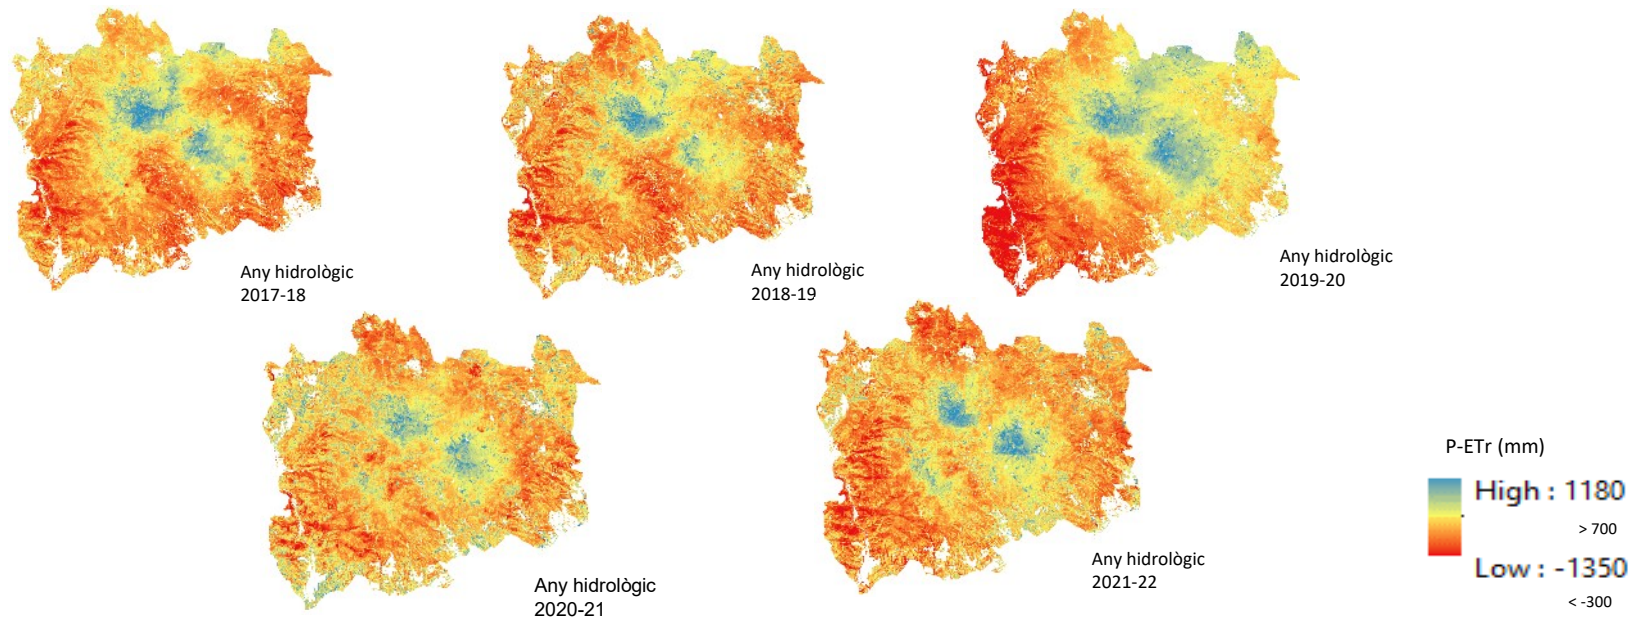 Any hidrològic
2017-18
Any hidrològic
2018-19
Any hidrològic
2019-20
Any hidrològic
2020-21
Any hidrològic
2021-22
P-ETr (mm)
High : 1180
> 700
Low : -1350
< -300